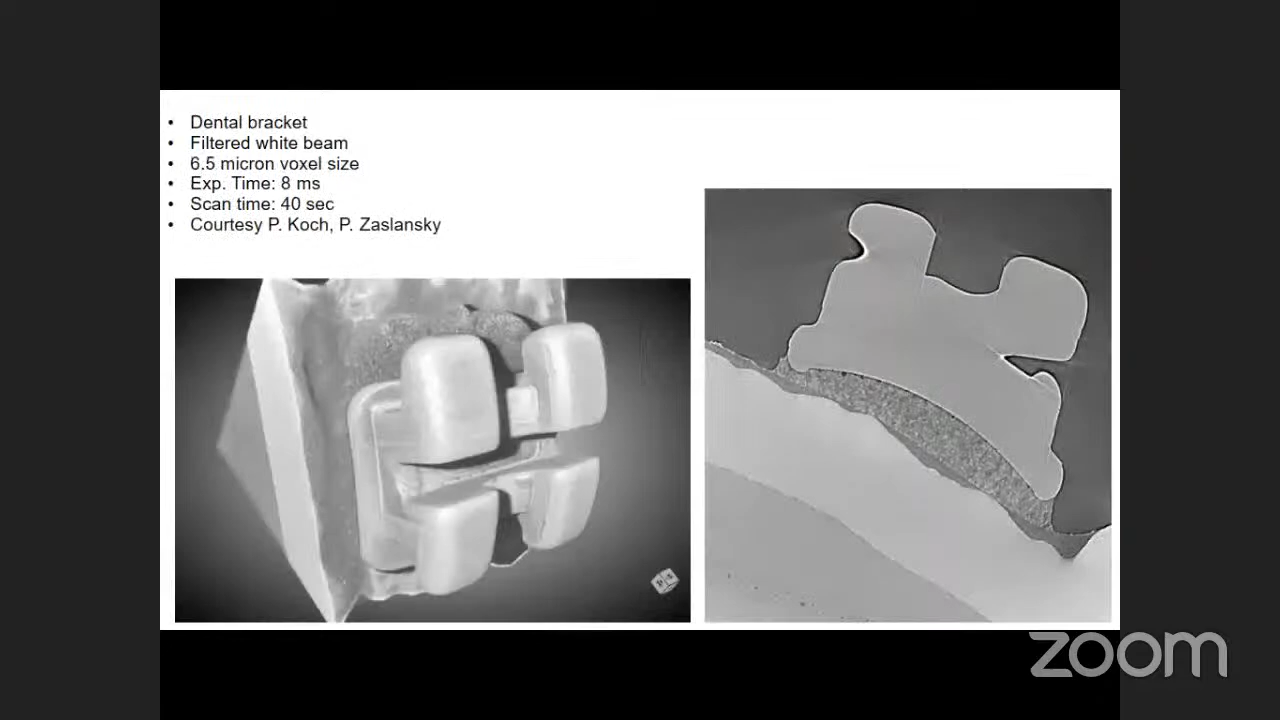 • Dental bracket
• Filtered white beam
• 6.5 micron voxel size
• Exp. Time: 8 ms
• Scan time: 40 sec
• Courtesy P. Koch, P. Zaslansky
zoom